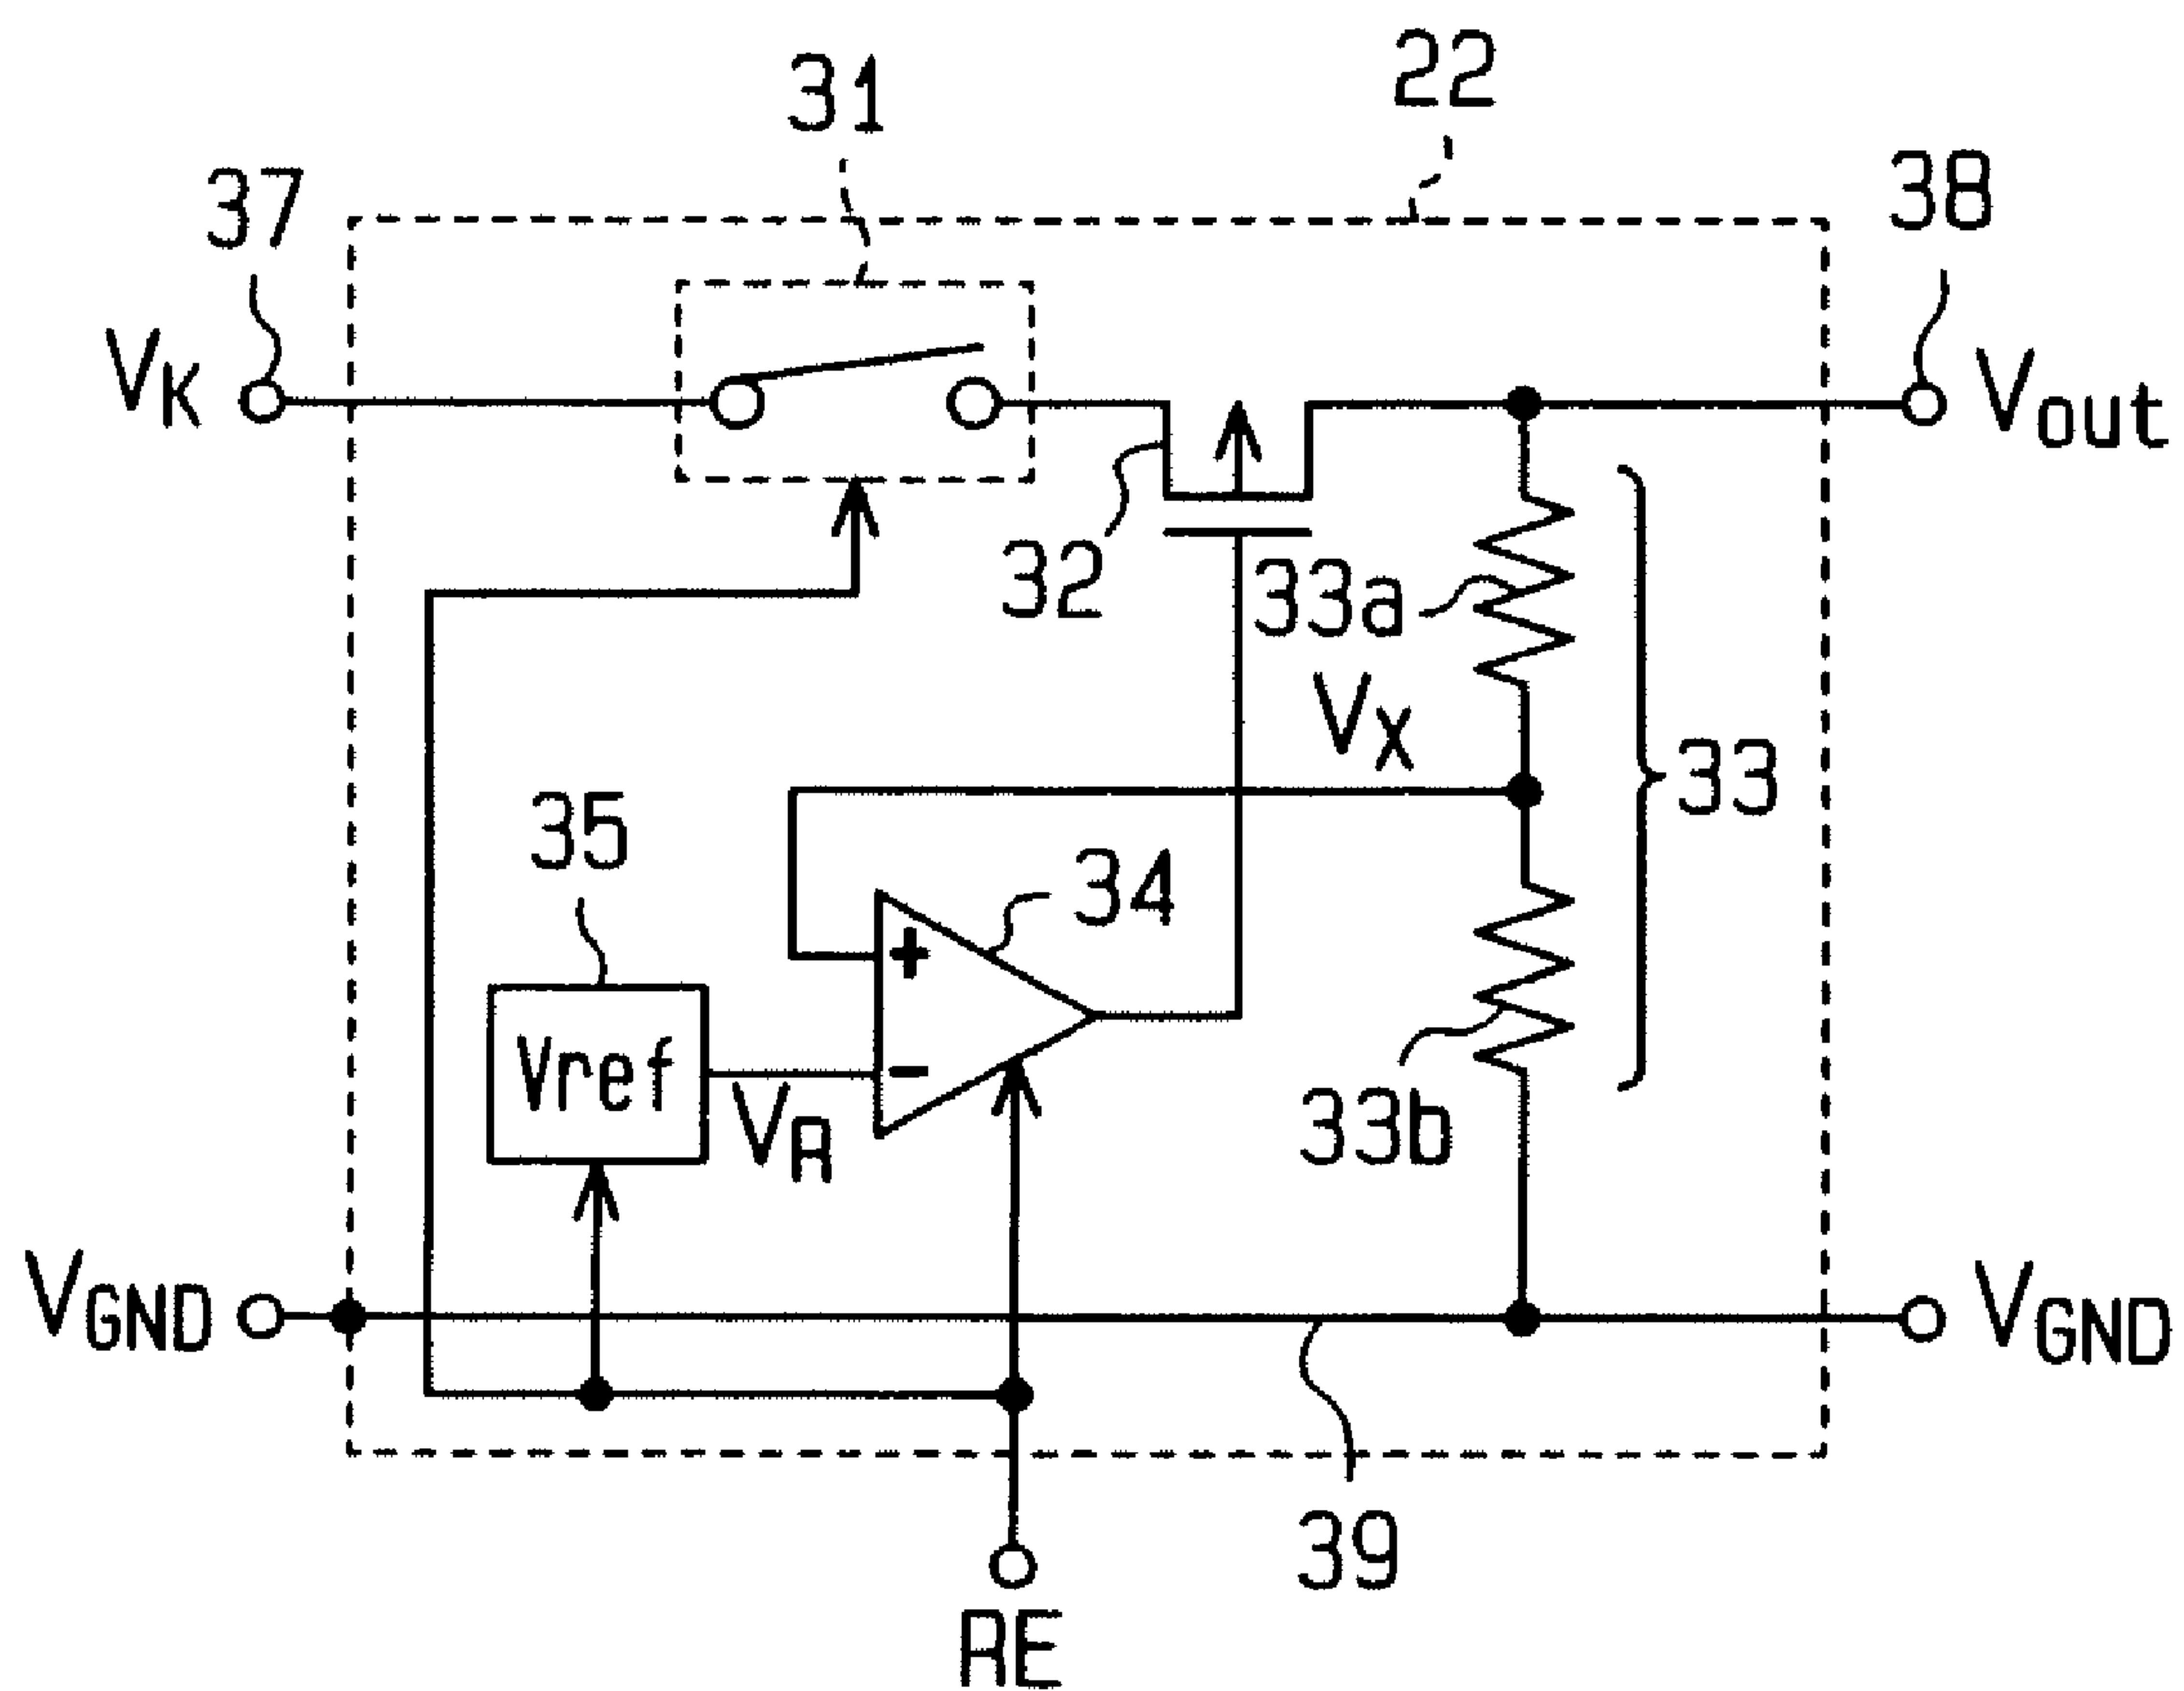 22
31
37
38
VK
Vout
32
33a
VX
33
35
34
+
Vref
-
VR
33b
VGND
VGND
39
RE